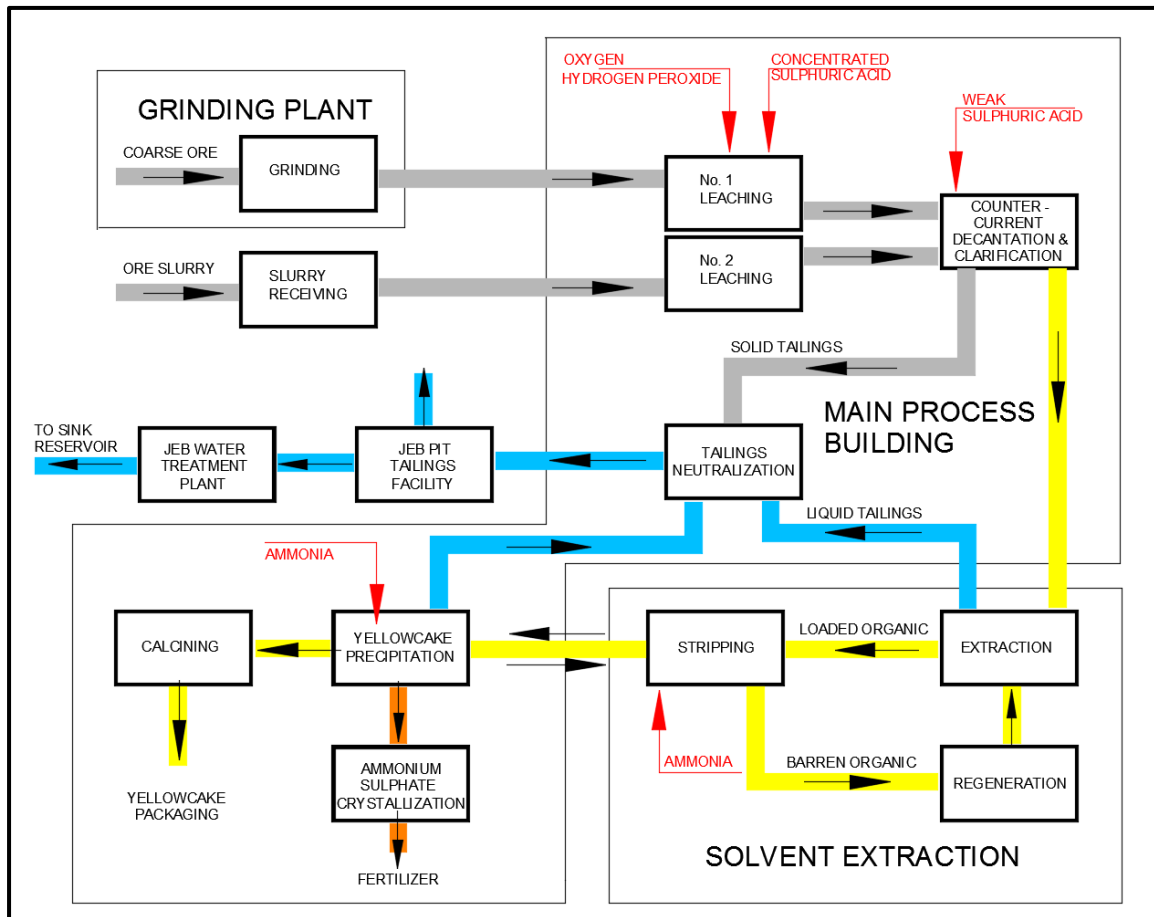 OXYGEN
HYDROGEN PEROXIDE
CONCENTRATED
SULPHURIC ACID
WEAK
SULPHURIC ACID
GRINDING PLANT
COARSE ORE
GRINDING
No. 1
LEACHING
COUNTER -
CURRENT
DECANTATION &
CLARIFICATION
ORE SLURRY
SLURRY
RECEIVING
No. 2
LEACHING
SOLID TAILINGS
MAIN PROCESS
BUILDING
TO SINK
RESERVOIR
JEB WATER
TREATMENT
PLANT
JEB PIT
TAILINGS
FACILITY
TAILINGS
NEUTRALIZATION
LIQUID TAILINGS
AMMONIA
CALCINING
YELLOWCAKE
PRECIPITATION
STRIPPING
LOADED ORGANIC
EXTRACTION
AMMONIA
BARREN ORGANIC
REGENERATION
AMMONIUM
SULPHATE
CRYSTALLIZATION
YELLOWCAKE
PACKAGING
FERTILIZER
SOLVENT EXTRACTION